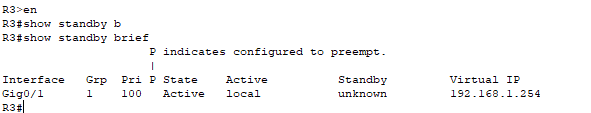 R3>en
R3#show standby b
R3#show standby brief
                     P indicates configured to preempt.
                     |
Interface   Grp  Pri P State    Active          Standby         Virtual IP
Gig0/1      1    100   Active   local           unknown         192.168.1.254
R3#